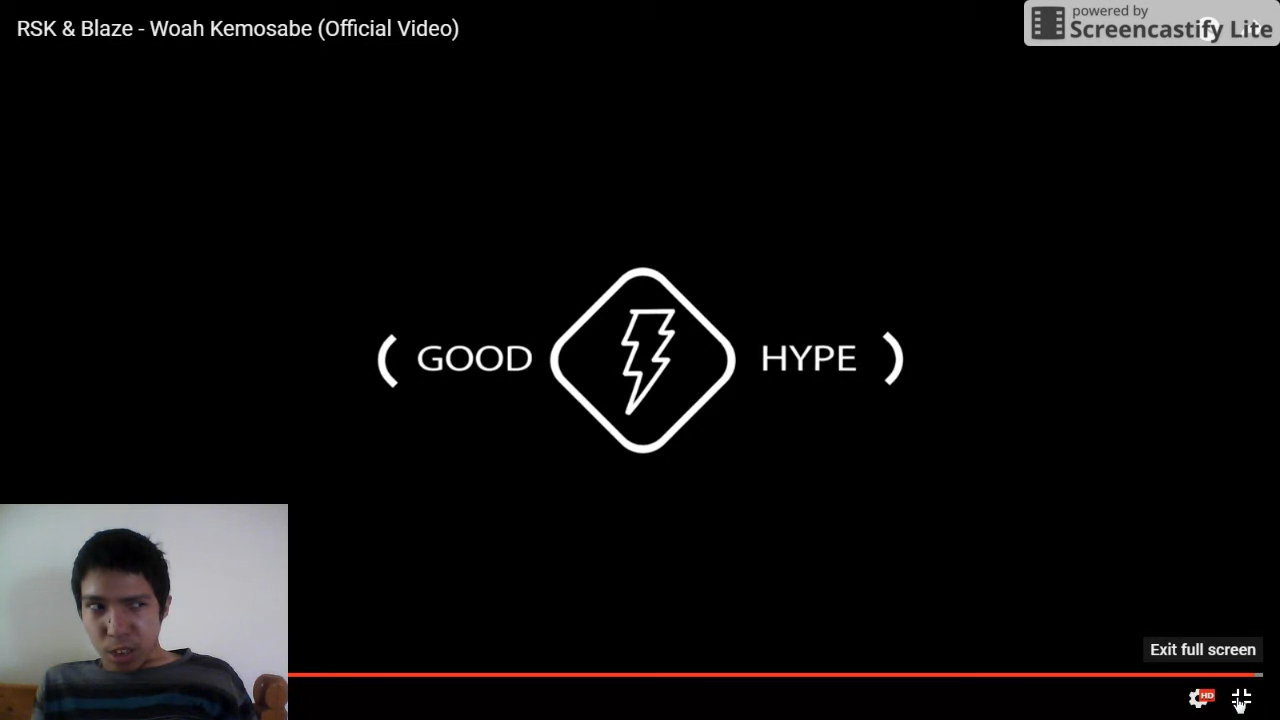 RSK & Blaze - Woah Kemosabe (Official Video)
powered by
Screencastify Lite
GOOD HYPE
Exit full screen
HD